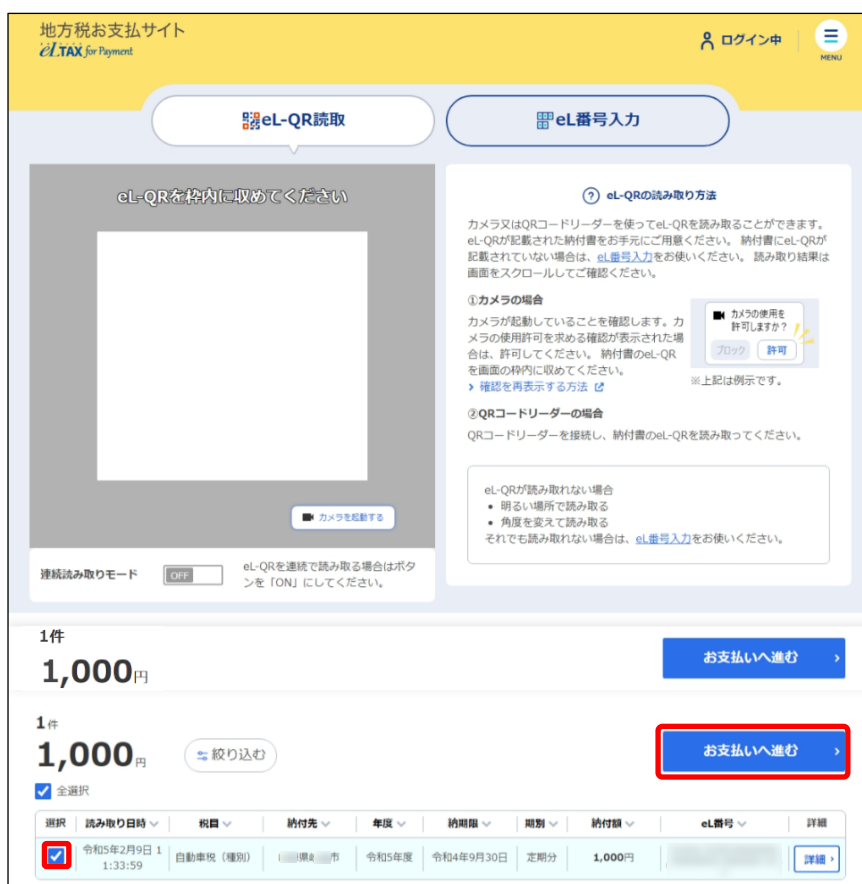 地方税お支払サイト
eLTAX for Payment
ログイン中
MENU
eL-QR読取
eL番号入力
eL-QRを枠内に収めてください
カメラを起動する
連続読み取りモード
OFF
eL-QRを連続で読み取る場合はボタ
ンを「ON」にしてください。
? eL-QRの読み取り方法
カメラ又はQRコードリーダーを使ってeL-QRを読み取ることができます。
eL-QRが記載された納付書をお手元にご用意ください。 納付書にeL-QRが
記載されていない場合は、eL番号入力をお使いください。 読み取り結果は
画面をスクロールしてご確認ください。
①カメラの場合
カメラが起動していることを確認します。カ
メラの使用許可を求める確認が表示された場
合は、許可してください。 納付書のeL-QR
を画面の枠内に収めてください。
> 確認を再表示する方法
カメラの使用を
許可しますか?
ブロック 許可
※上記は例示です。
②QRコードリーダーの場合
QRコードリーダーを接続し、納付書のeL-QRを読み取ってください。
eL-QRが読み取れない場合
• 明るい場所で読み取る
• 角度を変えて読み取る
それでも読み取れない場合は、eL番号入力をお使いください。
1件
1,000円
お支払いへ進む
1件
1,000円
絞り込む
お支払いへ進む
全選択
選択 読み取り日時 税目 納付先 年度 納期限 期別 納付額 eL番号 詳細
令和5年2月9日 1
1:33:59
自動車税（種別） 県 市 令和5年度 令和4年9月30日 定期分 1,000円 詳細